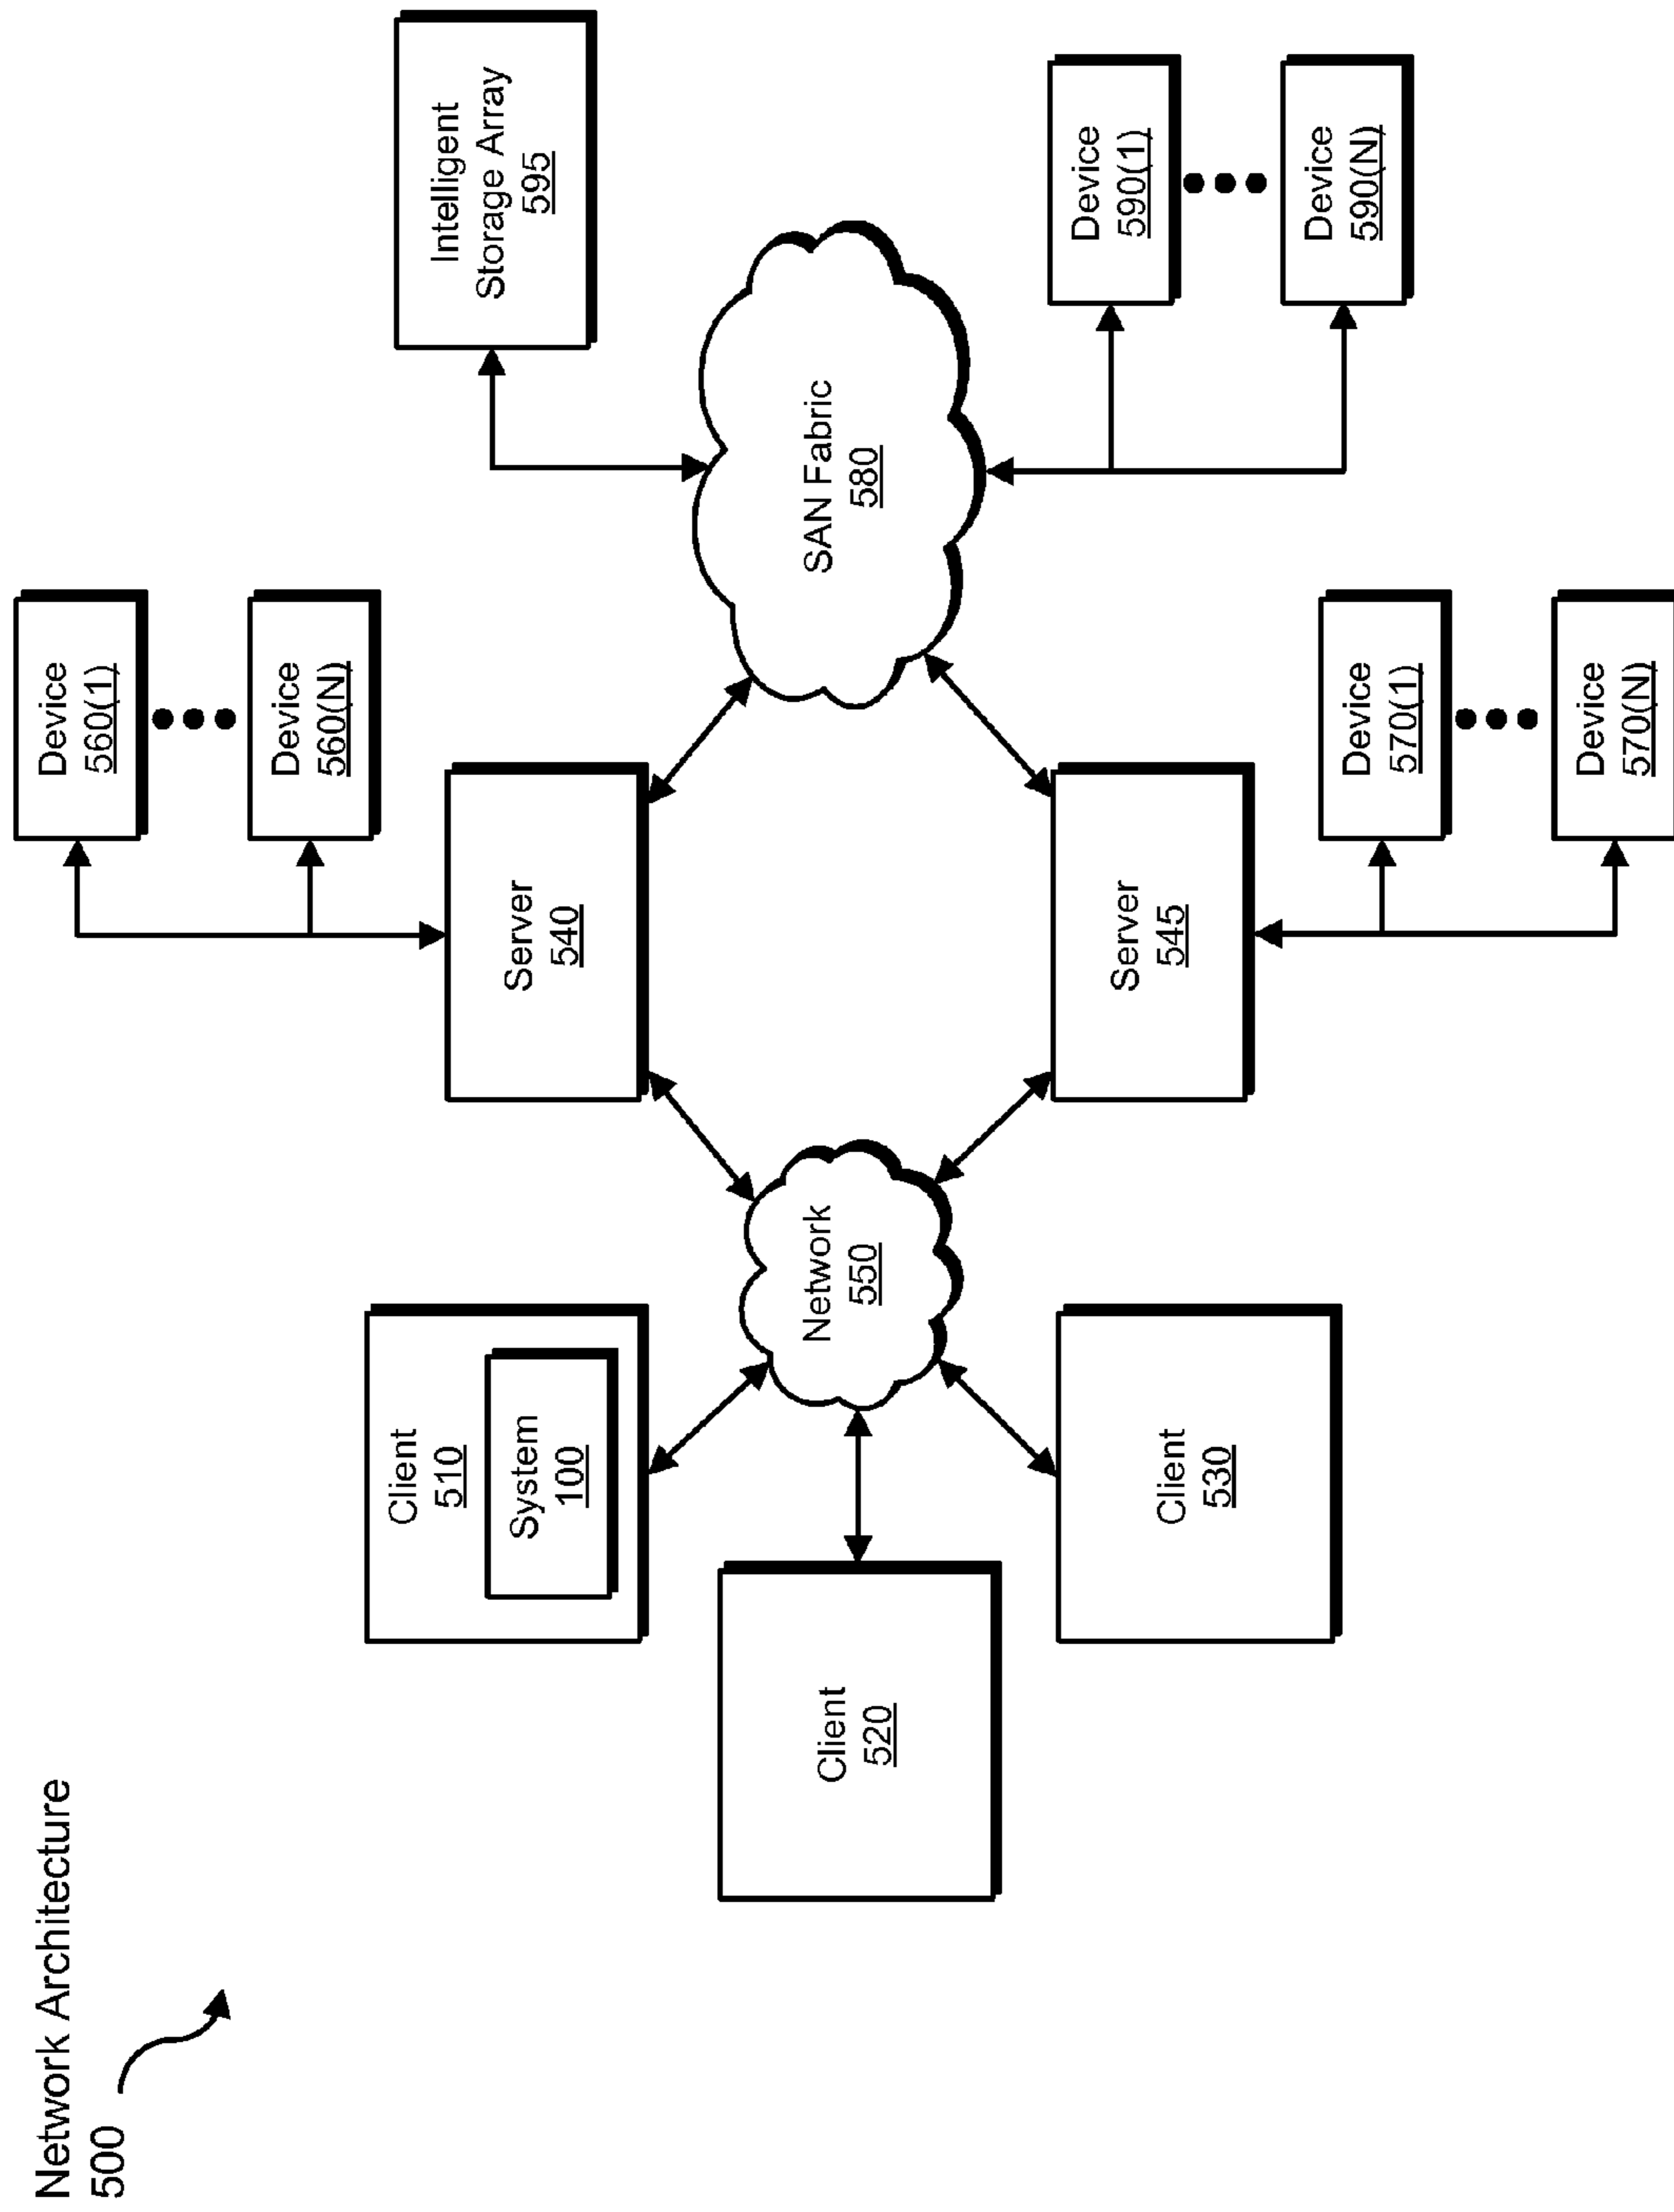 Network Architecture
500
Client
510
System
100
Client
520
Client
530
Network
550
Server
540
Server
545
Device
560(1)
Device
560(N)
Device
570(1)
Device
570(N)
SAN Fabric
580
Intelligent
Storage Array
595
Device
590(1)
Device
590(N)